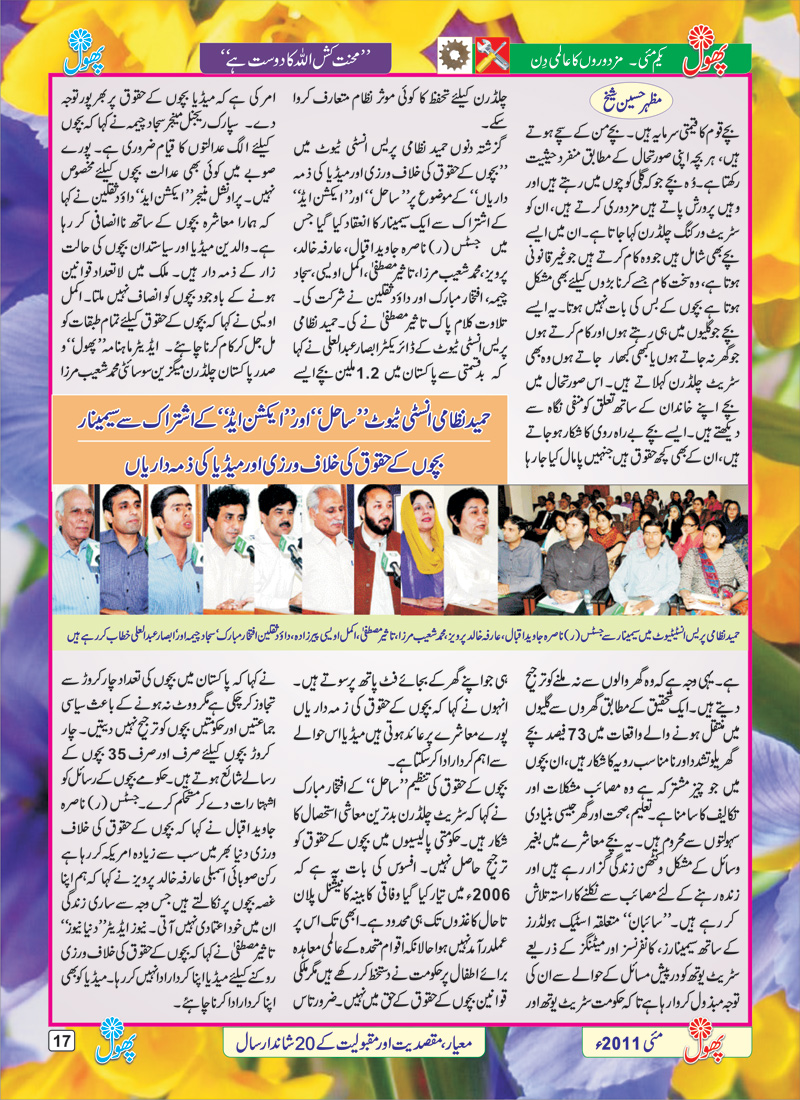 پھول
یکم مئی۔ مزدوروں کا عالمی دِن
’’محنت کش اللہ کا دوست ہے‘‘
پھول
مظہر حسین شیخ
بچے قوم کا قیمتی سرمایہ ہیں۔ بچے من کے سچے ہوتے
ہیں، ہر بچہ اپنی صورتحال کے مطابق منفرد حیثیت
رکھتا ہے۔ وُہ بچے جو کہ گلی کوچوں میں رہتے ہیں اور
وہیں پرورش پاتے ہیں مزدوری کرتے ہیں، ان کو
سٹریٹ ورکنگ چلڈرن کہا جاتا ہے۔ ان میں ایسے
بچے بھی شامل ہیں جو وہ کام کرتے ہیں جو غیر قانونی
ہوتا ہے، وہ سخت کام جسے کرنا بڑوں کیلئے بھی مشکل
ہوتا ہے بچوں کے بس کی بات نہیں ہوتا۔ یہ ایسے
بچے جو گلیوں میں ہی رہتے ہوں اور کام کرتے ہوں
جو گھر نہ جاتے ہوں یا کبھی کبھار جاتے ہوں وہ بھی
سٹریٹ چلڈرن کہلاتے ہیں۔ اس صورتحال میں
بچے اپنے خاندان کے ساتھ تعلق کو منفی نگاہ سے
دیکھتے ہیں۔ ایسے بچے بے راہ روی کا شکار ہو جاتے
ہیں، ان کے بھی کچھ حقوق ہیں جنہیں پامال کیا جا رہا
ہے۔ یہی وجہ ہے کہ وہ گھر والوں سے نہ ملنے کو ترجیح
دیتے ہیں۔ ایک تحقیق کے مطابق گھروں سے گلیوں
میں منتقل ہونے والے واقعات میں 73 فیصد بچے
گھریلو تشدد اور نامناسب رویہ کا شکار ہیں، ان بچوں
میں جو چیز مشترکہ ہے وہ مصائب مشکلات اور
تکالیف کا سامنا ہے۔ تعلیم، صحت اور گھر جیسی بنیادی
سہولتوں سے محروم ہیں۔ یہ بچے معاشرے میں بغیر
وسائل کے مشکل و کٹھن زندگی گزار رہے ہیں اور
زندہ رہنے کے لئے مصائب سے نکلنے کا راستہ تلاش
کر رہے ہیں۔ ’’سائبان‘‘ متعلقہ اسٹیک ہولڈرز
کے ساتھ سیمینارز، کانفرنسز اور میٹنگز کے ذریعے
سٹریٹ یوتھ کو درپیش مسائل کے حوالے سے ان کی
توجہ مبذول کروا رہا ہے تاکہ حکومت سٹریٹ یوتھ اور
چلڈرن کیلئے تحفظ کا کوئی موثر نظام متعارف کروا
سکے۔
گزشتہ دنوں حمید نظامی پریس انسٹی ٹیوٹ میں
’’بچوں کے حقوق کی خلاف ورزی اور میڈیا کی ذمہ
داریاں‘‘ کے موضوع پر ’’ساحل‘‘ اور ’’ایکشن ایڈ‘‘
کے اشتراک سے ایک سیمینار کا انعقاد کیا گیا جس
میں جسٹس (ر) ناصرہ جاوید اقبال، عارفہ خالد،
پرویز، محمد شعیب مرزا، تاثیر مصطفیٰ، اکمل اویسی، سجاد
چیمہ، افتخار مبارک اور داؤد ثقلین نے شرکت کی۔
تلاوت کلام پاک تاثیر مصطفیٰ نے کی۔ حمید نظامی
پریس انسٹی ٹیوٹ کے ڈائریکٹر ابصار عبدالعلی نے کہا
کہ بدقسمتی سے پاکستان میں 1.2 ملین بچے ایسے
ہی جو اپنے گھر کے بجائے فٹ پاتھ پر سوتے ہیں۔
انہوں نے کہا کہ بچوں کے حقوق کی زمہ داریاں
پورے معاشرے پر عائد ہوتی ہیں میڈیا اس حوالے
سے اہم کردار ادا کر سکتا ہے۔
بچوں کے حقوق کی تنظیم ’’ساحل‘‘ کے افتخار مبارک
نے کہا کہ سٹریٹ چلڈرن بدترین معاشی استحصال کا
شکار ہیں۔ حکومتی پالیسیوں میں بچوں کے حقوق کو
ترجیح حاصل نہیں۔ افسوس کی بات یہ ہے کہ
2006ء میں تیار کیا گیا وفاقی کابینہ کا نیشنل پلان
تا حال کاغذوں تک ہی محدود ہے۔ ابھی تک اس پر
عملدرآمد نہیں ہوا حالانکہ اقوام متحدہ کے عالمی معاہدہ
برائے اطفال پر حکومت نے دستخط کر رکھے ہیں مگر ملکی
قوانین بچوں کے حقوق کے حق میں نہیں۔ ضرور تاس
امر کی ہے کہ میڈیا بچوں کے حقوق پر بھرپور توجہ
دے۔ سپارک ریجنل منیجر سجاد چیمہ نے کہا کہ بچوں
کیلئے الگ عدالتوں کا قیام ضروری ہے۔ پورے
صوبے میں کوئی بھی عدالت بچوں کیلئے مخصوص
نہیں۔ پراونشل منیجر ’’ایکشن ایڈ‘‘ داؤد ثقلین نے کہا
کہ ہمارا معاشرہ بچوں کے ساتھ ناانصافی کر رہا
ہے۔ والدین میڈیا اور سیاستدان بچوں کی حالت
زار کے ذمہ دار ہیں۔ ملک میں لاتعداد قوانین
ہونے کے باوجود بچوں کو انصاف نہیں ملتا۔ اکمل
اویسی نے کہا کہ بچوں کے حقوق کیلئے تمام طبقات کو
مل جل کر کام کرنا چاہئے۔ ایڈیٹر ماہنامہ ’’پھول‘‘ و
صدر پاکستان چلڈرن میگزین سوسائٹی محمد شعیب مرزا
نے کہا کہ پاکستان میں بچوں کی تعداد چار کروڑ سے
تجاوز کر چکی ہے مگر ووٹ نہ ہونے کے باعث سیاسی
جماعتیں اور حکومتیں بچوں کو ترجیح نہیں دیتیں۔ چار
کروڑ بچوں کیلئے صرف اور صرف 35 بچوں کے
رسالے شائع ہوتے ہیں۔ حکومے بچوں کے رسائل کو
اشتہارات دے کر مستحکم کرے۔ جسٹس (ر) ناصرہ
جاوید اقبال نے کہا کہ بچوں کے حقوق کی خلاف
ورزی دنیا بھر میں سب سے زیادہ امریکہ کر رہا ہے
رکن صوبائی اسمبلی عارفہ خالد پرویز نے کہا کہ ہم اپنا
غصہ بچوں پر نکالتے ہیں جس وجہ سے ساری زندگی
ان میں خود اعتمادی نہیں آتی۔ نیوز ایڈیٹر ’’دنیا نیوز‘‘
تاثیر مصطفیٰ نے کہا کہ بچوں کے حقوق کی خلاف ورزی
روکنے کیلئے میڈیا اپنا کردار ادا نہیں کر رہا۔ میڈیا کو بھی
اپنا کردار ادا کرنا چاہئے۔
حمید نظامی انسٹی ٹیوٹ ’’ساحل‘‘ اور ’’ایکشن ایڈ‘‘ کے اشتراک سے سیمینار
بچوں کے حقوق کی خلاف ورزی اور میڈیا کی ذمہ داریاں
حمید نظامی پریس انسٹیٹیوٹ میں سیمینار سے جسٹس (ر) ناصرہ جاوید اقبال، عارفہ خالد پرویز، محمد شعیب مرزا، تاثیر مصطفیٰ، اکمل اویسی پیرزادہ، داؤد ثقلین افتخار مبارک، سجاد چیمہ اور ابصار عبدالعلی خطاب کر رہے ہیں
پھول
مئی 2011ء
معیار، مقصدیت اور مقبولیت کے 20 شاندار سال
پھول
17